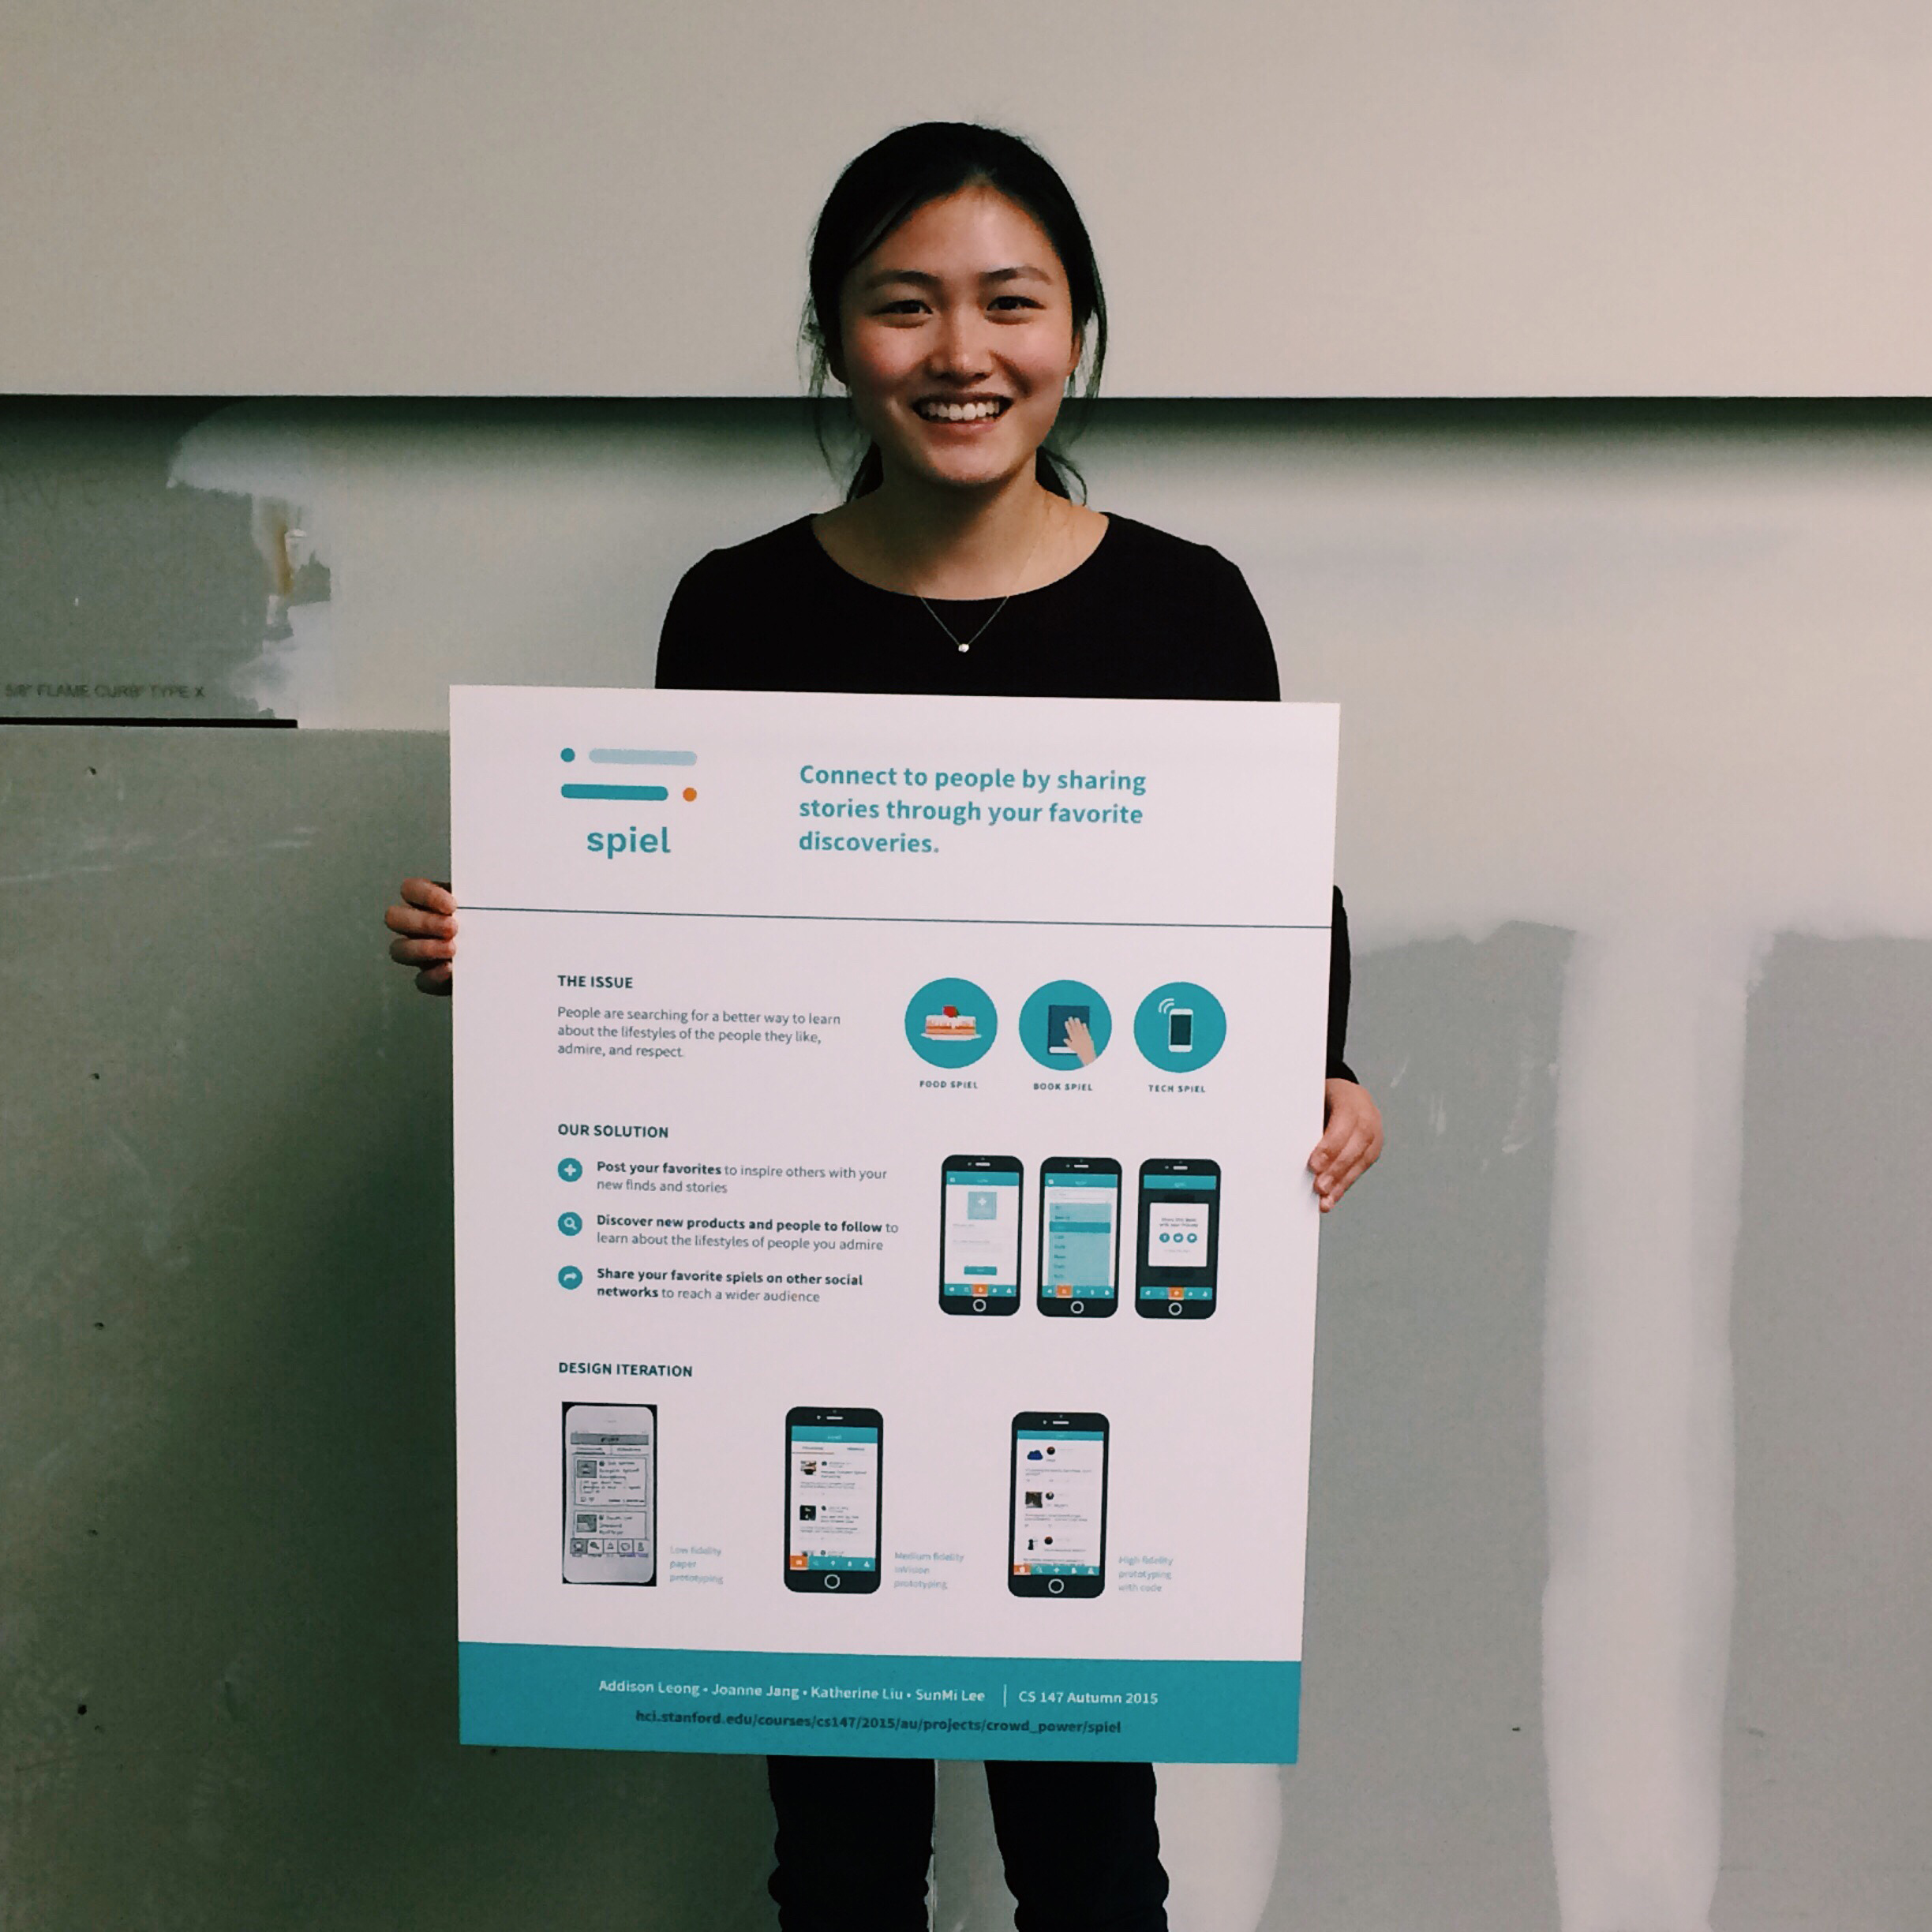 5/8" FLAME CURB TYPE X
spiel
Connect to people by sharing
stories through your favorite
discoveries.
THE ISSUE
People are searching for a better way to learn
about the lifestyles of the people they like,
admire, and respect.
FOOD SPIEL
BOOK SPIEL
TECH SPIEL
OUR SOLUTION
Post your favorites to inspire others with your
new finds and stories
Discover new products and people to follow to
learn about the lifestyles of people you admire
Share your favorite spiels on other social
networks to reach a wider audience
DESIGN ITERATION
Low fidelity
paper
prototyping
Medium fidelity
inVision
prototyping
High fidelity
prototyping
with code
Addison Leong • Joanne Jang • Katherine Liu • SunMi Lee | CS 147 Autumn 2015
hci.stanford.edu/courses/cs147/2015/au/projects/crowd_power/spiel